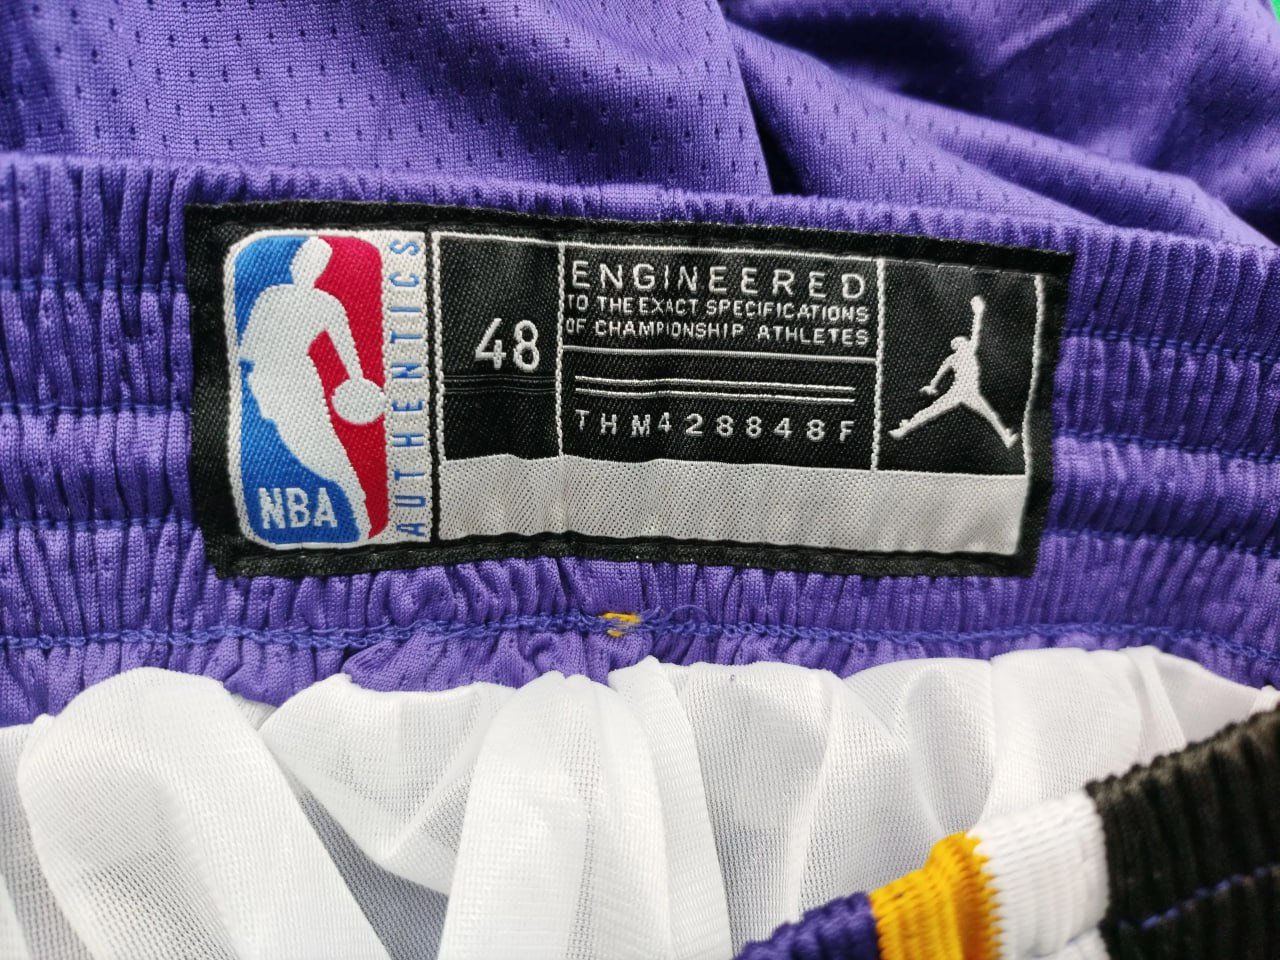 NBA
AUTHENTICS
48
ENGINEERED
TO THE EXACT SPECIFICATIONS
OF CHAMPIONSHIP ATHLETES
THM428848F